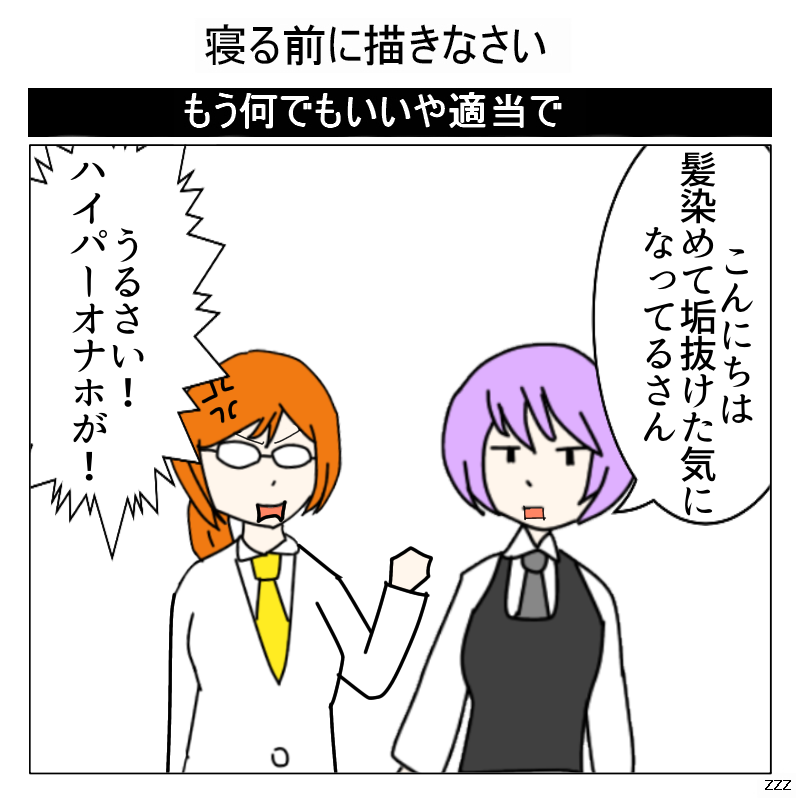 寝る前に描きなさい
もう何でもいいや適当で
こんにちは
髪染めて垢抜けた気に
なってるさん
うるさい！
ハイパーオナホが！
zzz